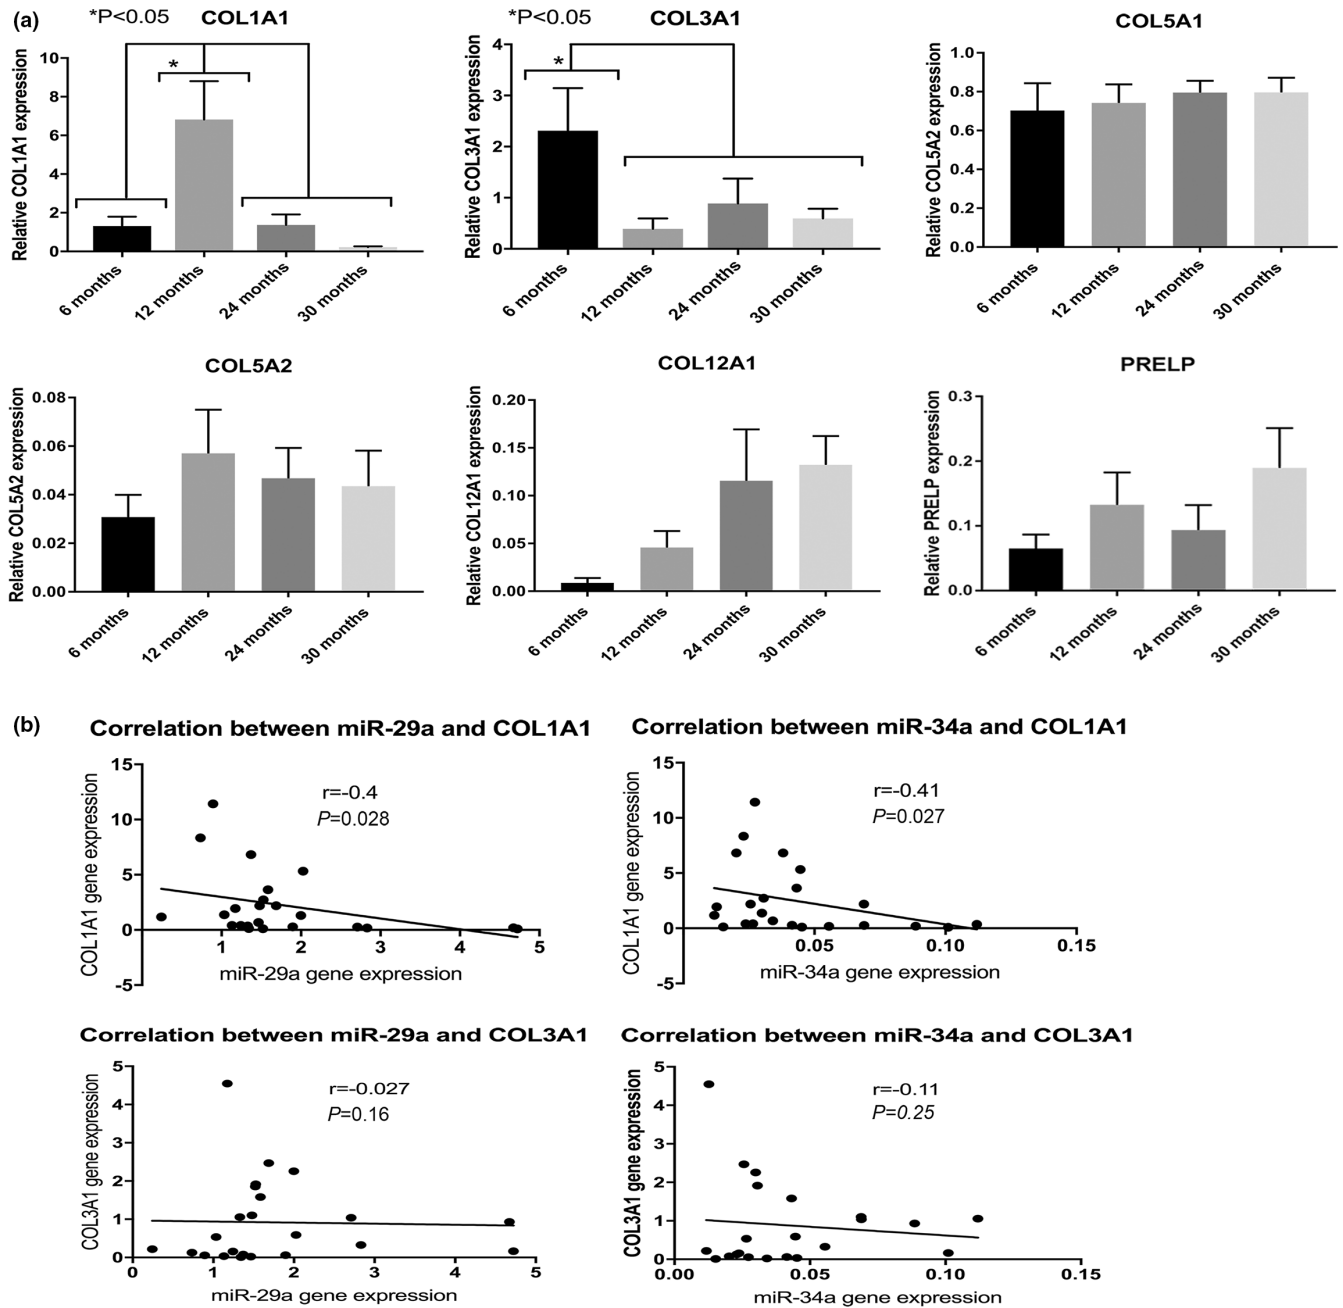 (a)
*P<0.05 COL1A1
Relative COL1A1 expression
10
8
6
4
2
0
6 months
12 months
24 months
30 months
*
*P<0.05 COL3A1
Relative COL3A1 expression
4
3
2
1
0
6 months
12 months
24 months
30 months
*
COL5A1
Relative COL5A2 expression
1.0
0.8
0.6
0.4
0.2
0.0
6 months
12 months
24 months
30 months
COL5A2
Relative COL5A2 expression
0.08
0.06
0.04
0.02
0.00
6 months
12 months
24 months
30 months
COL12A1
Relative COL12A1 expression
0.20
0.15
0.10
0.05
0.00
6 months
12 months
24 months
30 months
PRELP
Relative PRELP expression
0.3
0.2
0.1
0.0
6 months
12 months
24 months
30 months
(b)
Correlation between miR-29a and COL1A1
COL1A1 gene expression
15
10
5
0
-5
1 2 3 4 5
r=-0.4
P=0.028
miR-29a gene expression
Correlation between miR-34a and COL1A1
COL1A1 gene expression
15
10
5
0
-5
0.05 0.10 0.15
r=-0.41
P=0.027
miR-34a gene expression
Correlation between miR-29a and COL3A1
COL3A1 gene expression
5
4
3
2
1
0
0 1 2 3 4 5
r=-0.027
P=0.16
miR-29a gene expression
Correlation between miR-34a and COL3A1
COL3A1 gene expression
5
4
3
2
1
0
0.00 0.05 0.10 0.15
r=-0.11
P=0.25
miR-34a gene expression